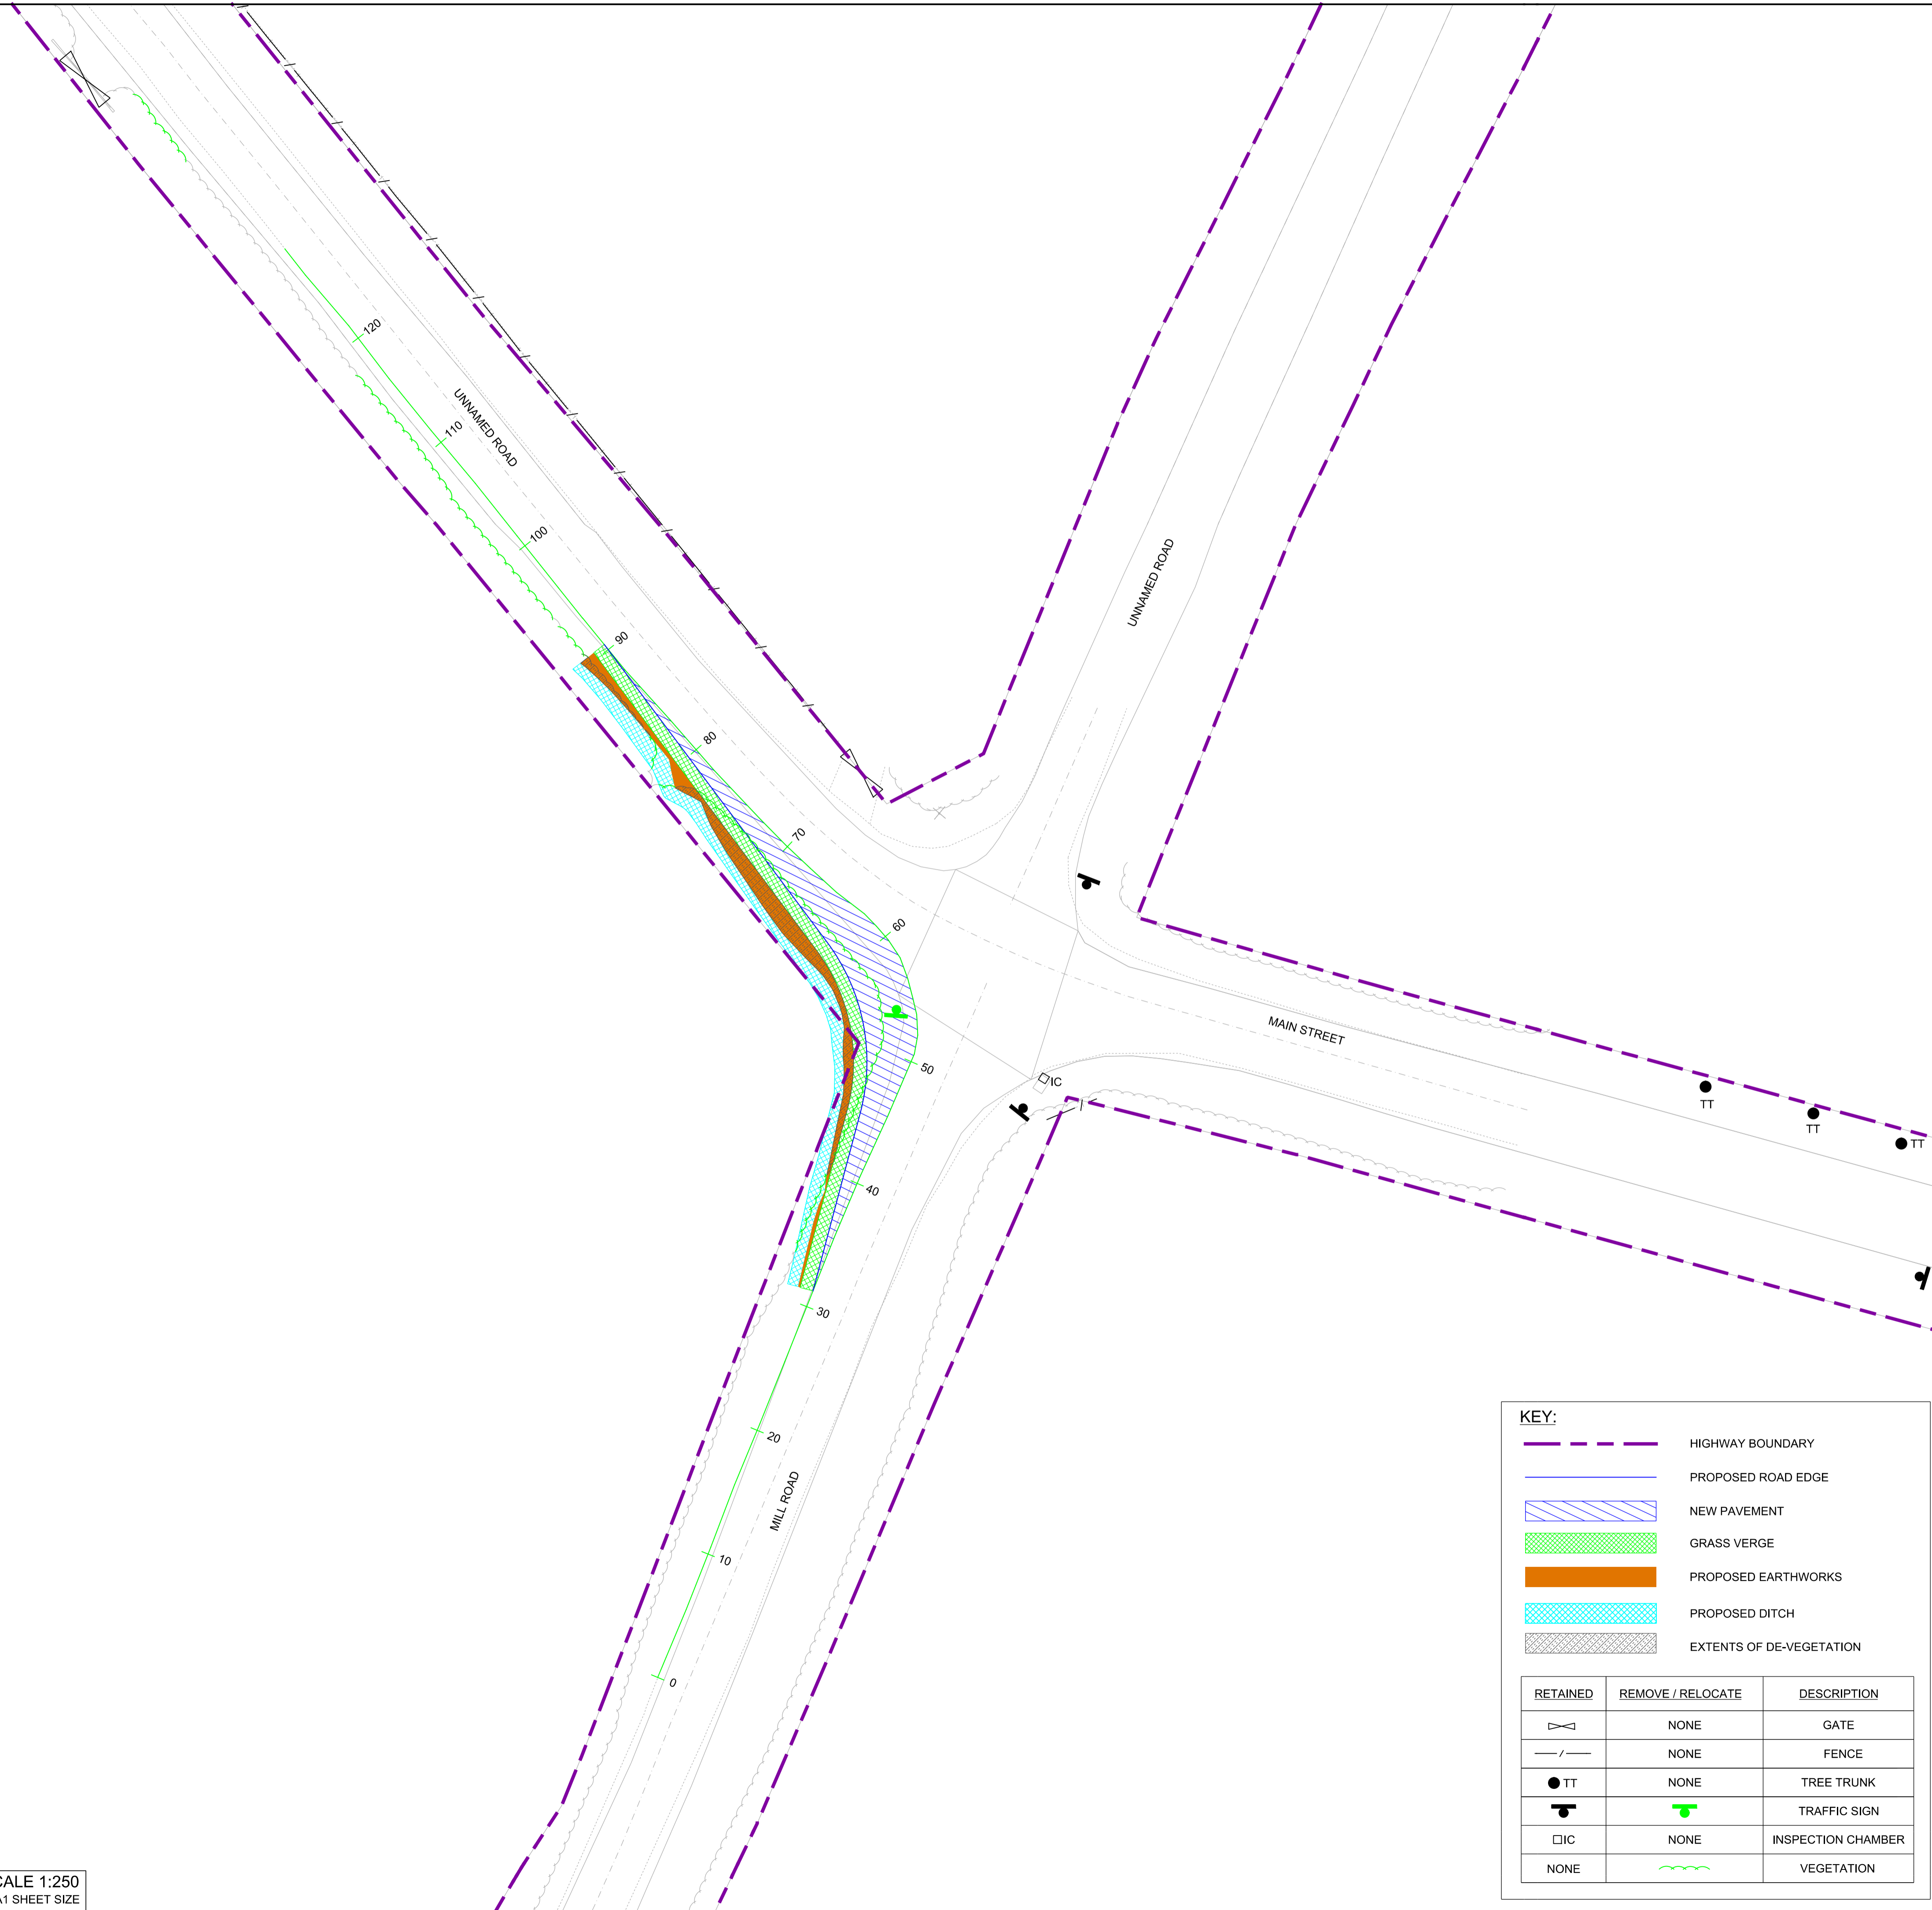 120
UNNAMED ROAD
110
100
UNNAMED ROAD
90
80
70
60
MAIN STREET
50
IC
TT
TT
TT
40
30
20
MILL ROAD
10
0
KEY:
HIGHWAY BOUNDARY
PROPOSED ROAD EDGE
NEW PAVEMENT
GRASS VERGE
PROPOSED EARTHWORKS
PROPOSED DITCH
EXTENTS OF DE-VEGETATION
RETAINED REMOVE / RELOCATE DESCRIPTION
NONE GATE
NONE FENCE
TT NONE TREE TRUNK
TRAFFIC SIGN
IC NONE INSPECTION CHAMBER
NONE VEGETATION
CALE 1:250
A1 SHEET SIZE